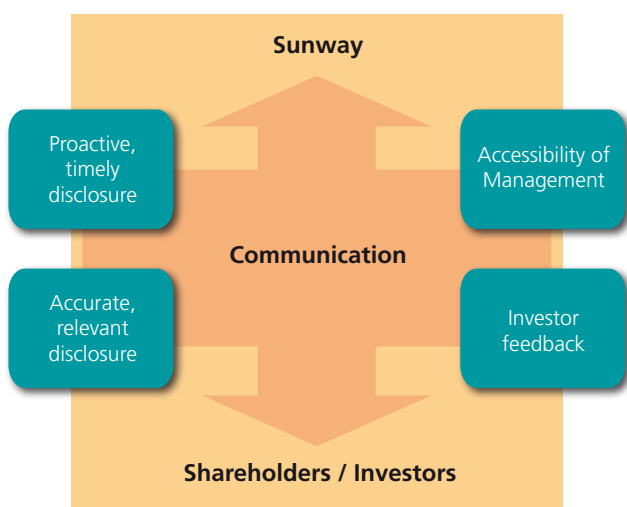 Sunway
Proactive,
timely
disclosure
Accessibility of
Management
Communication
Accurate,
relevant
disclosure
Investor
feedback
Shareholders / Investors